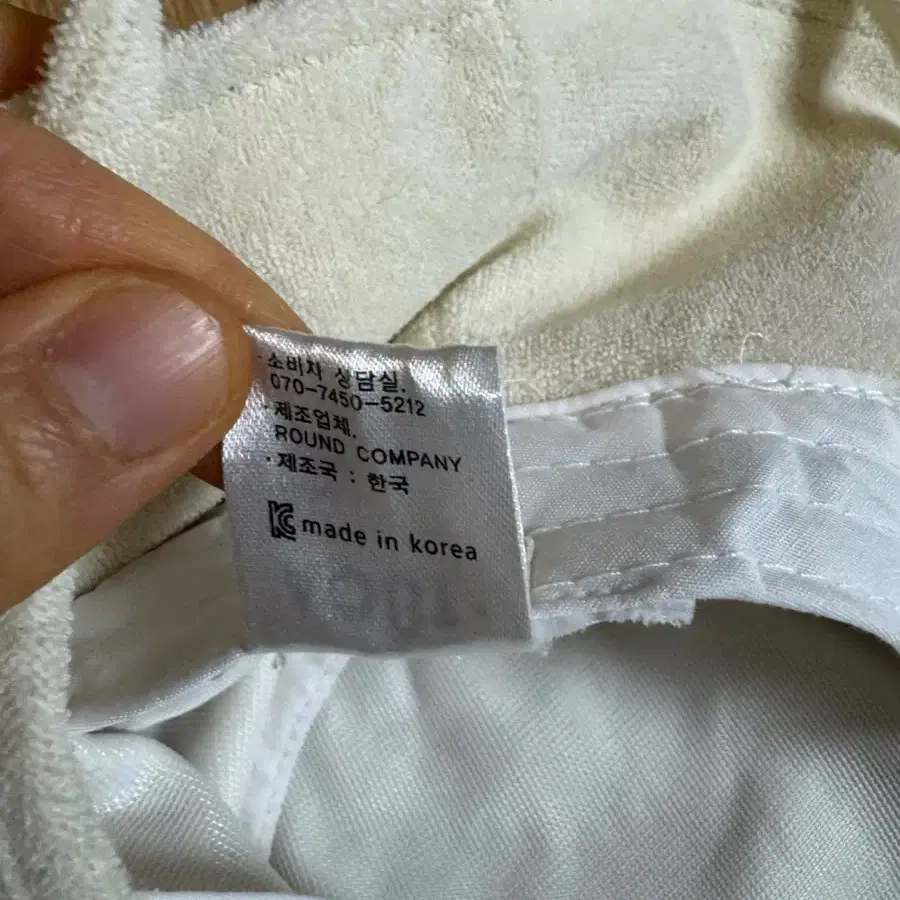 · 소비자 상담실.
070-7450-5212
· 제조업체.
ROUND COMPANY
· 제조국 : 한국
KC made in korea